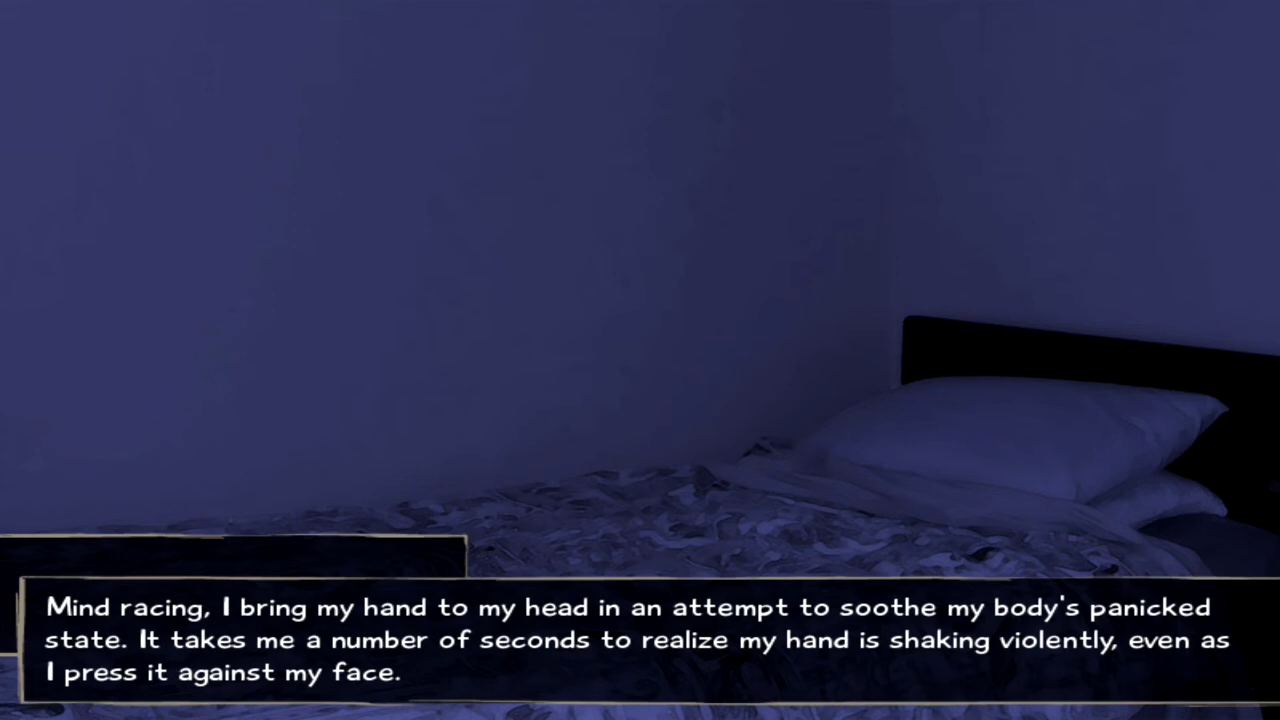 Mind racing, I bring my hand to my head in an attempt to soothe my body's panicked
state. It takes me a number of seconds to realize my hand is shaking violently, even as
I press it against my face.